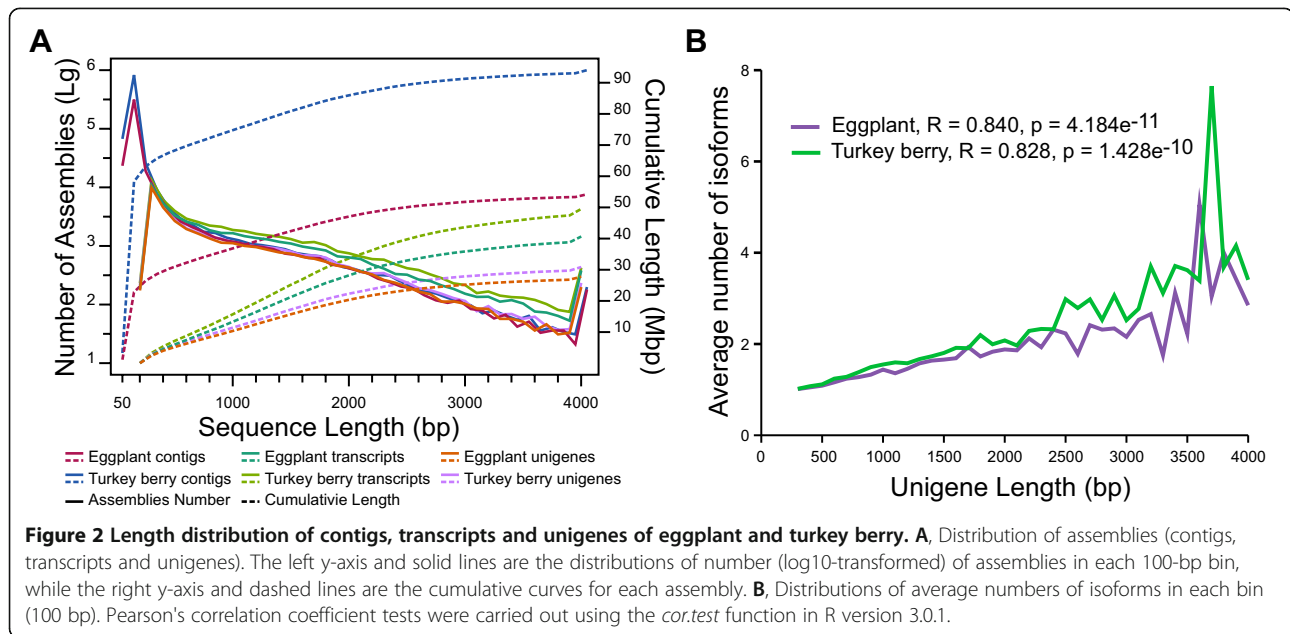 A
Number of Assemblies (Lg)
6
5
4
3
2
1
Cumulative Length (Mbp)
90
80
70
60
50
40
30
20
10
50 1000 2000 3000 4000
Sequence Length (bp)
Eggplant contigs Eggplant transcripts Eggplant unigenes
Turkey berry contigs Turkey berry transcripts Turkey berry unigenes
Assemblies Number Cumulativie Length
B
Average number of isoforms
8
6
4
2
0
Eggplant, R = 0.840, p = 4.184e-11
Turkey berry, R = 0.828, p = 1.428e-10
0 500 1000 1500 2000 2500 3000 3500 4000
Unigene Length (bp)
Figure 2 Length distribution of contigs, transcripts and unigenes of eggplant and turkey berry. A, Distribution of assemblies (contigs,
transcripts and unigenes). The left y-axis and solid lines are the distributions of number (log10-transformed) of assemblies in each 100-bp bin,
while the right y-axis and dashed lines are the cumulative curves for each assembly. B, Distributions of average numbers of isoforms in each bin
(100 bp). Pearson's correlation coefficient tests were carried out using the cor.test function in R version 3.0.1.